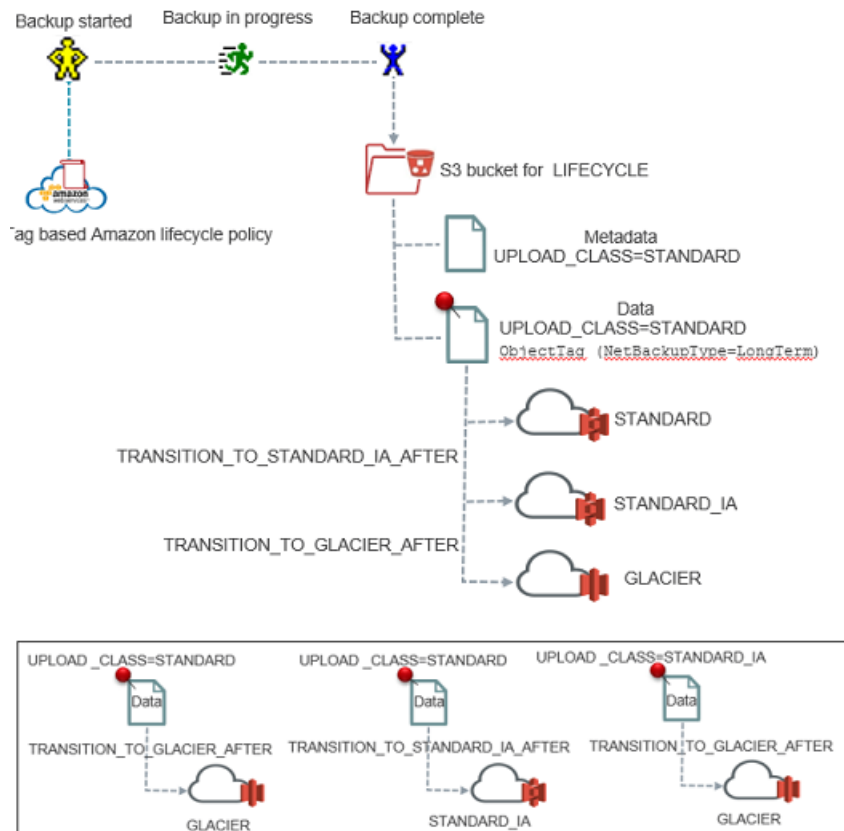 Backup started
Backup in progress
Backup complete
amazon
webservices
Tag based Amazon lifecycle policy
S3 bucket for LIFECYCLE
Metadata
UPLOAD_CLASS=STANDARD
Data
UPLOAD_CLASS=STANDARD
ObjectTag (NetBackupType=LongTerm)
STANDARD
TRANSITION_TO_STANDARD_IA_AFTER
STANDARD_IA
TRANSITION_TO_GLACIER_AFTER
GLACIER
UPLOAD _CLASS=STANDARD
Data
TRANSITION_TO_GLACIER_AFTER
GLACIER
UPLOAD _CLASS=STANDARD
Data
TRANSITION_TO_STANDARD_IA_AFTER
STANDARD_IA
UPLOAD _CLASS=STANDARD_IA
Data
TRANSITION_TO_GLACIER_AFTER
GLACIER